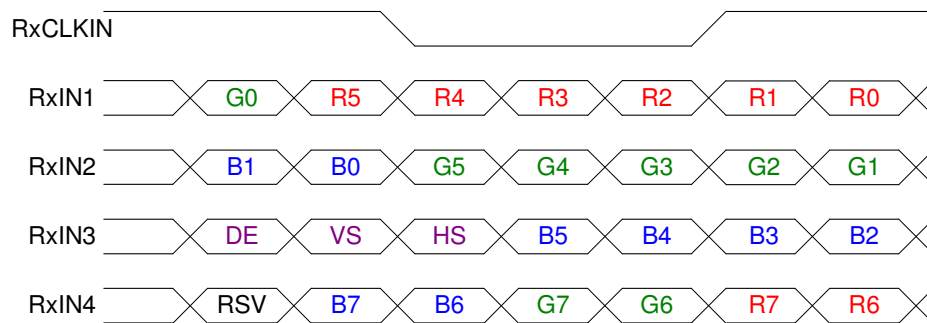 RxCLKIN
RxIN1 G0 R5 R4 R3 R2 R1 R0
RxIN2 B1 B0 G5 G4 G3 G2 G1
RxIN3 DE VS HS B5 B4 B3 B2
RxIN4 RSV B7 B6 G7 G6 R7 R6